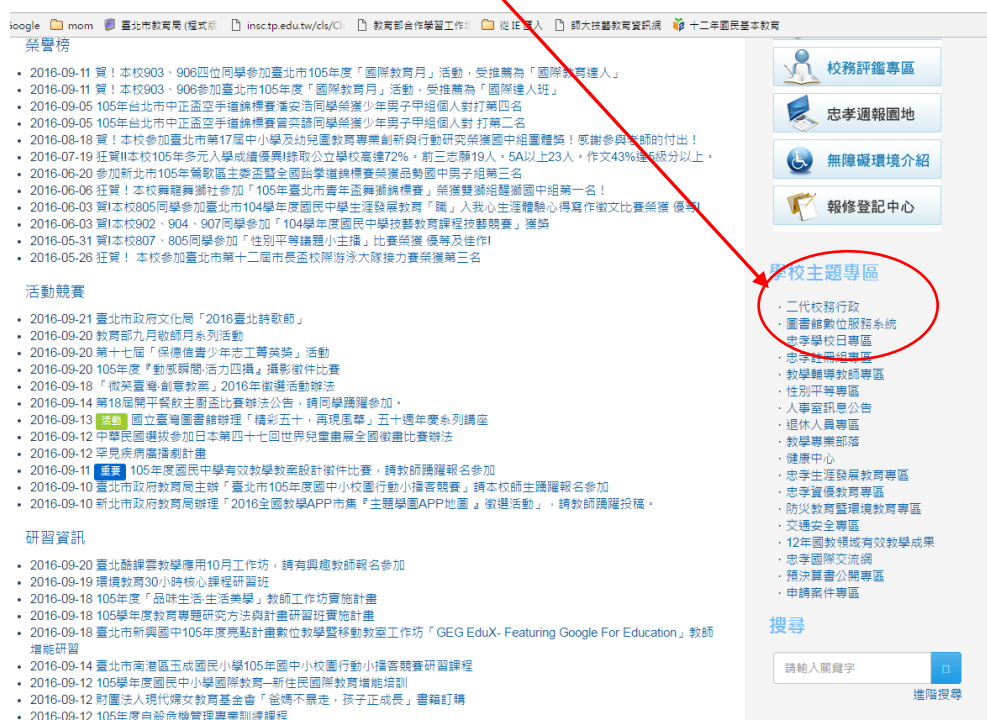 Google mom 臺北市教育局 (程式版 insc.tp.edu.tw/cls/Cl 教育部合作學習工作坊 從 IE 匯入 師大技藝教育資訊網 十二年國民基本教育
榮譽榜
2016-09-11 賀！本校903、906四位同學參加臺北市105年度「國際教育月」活動，受推薦為「國際教育達人」
2016-09-11 賀！本校903、906參加臺北市105年度「國際教育月」活動，受推薦為「國際達人班」
2016-09-05 105年台北市中正盃空手道錦標賽潘安浩同學榮獲少年男子甲組個人對打第四名
2016-09-05 105年台北市中正盃空手道錦標賽曾奕諺同學榮獲少年男子甲組個人對 打第二名
2016-08-18 賀！本校參加臺北市第17屆中小學及幼兒園教育專業創新與行動研究榮獲國中組團體獎！感謝參與老師的付出！
2016-07-19 狂賀!!本校105年多元入學成績優異!錄取公立學校高達72%。前三志願19人。5A以上23人。作文43%達5級分以上。
2016-06-20 參加新北市105年鶯歌區主委盃暨全國跆拳道錦標賽榮獲品勢國中男子組第三名
2016-06-06 狂賀！本校舞龍舞獅社參加「105年臺北市青年盃舞獅錦標賽」榮獲雙獅組醒獅國中組第一名！
2016-06-03 賀!本校805同學參加臺北市104學年度國民中學生涯發展教育「職」人我心生涯體驗心得寫作徵文比賽榮獲 優等!
2016-06-03 賀!本校902、904、907同學參加「104學年度國民中學技藝教育課程技藝競賽」獲獎
2016-05-31 賀!本校807、805同學參加「性別平等議題小主播」比賽榮獲 優等及佳作!
2016-05-26 狂賀！ 本校參加臺北市第十二屆市長盃校際游泳大隊接力賽榮獲第三名
活動競賽
2016-09-21 臺北市政府文化局「2016臺北詩歌節」
2016-09-20 教育部九月敬師月系列活動
2016-09-20 第十七屆「保德信青少年志工菁英獎」活動
2016-09-20 105年度『動感瞬間‧活力四攝』攝影徵件比賽
2016-09-18 「微笑臺灣‧創意教案」2016年徵選活動辦法
2016-09-14 第18屆開平餐飲主廚盃比賽辦法公告，請同學踴躍參加。
2016-09-13 活動 國立臺灣圖書館辦理「精彩五十，再現風華」五十週年慶系列講座
2016-09-12 中華民國選拔參加日本第四十七回世界兒童畫展全國徵畫比賽辦法
2016-09-12 罕見疾病廣播劇計畫
2016-09-11 重要 105年度國民中學有效教學教案設計徵件比賽，請教師踴躍報名參加
2016-09-10 臺北市政府教育局主辦「臺北市105年度國中小校園行動小播客競賽」請本校師生踴躍報名參加
2016-09-10 新北市政府教育局辦理「2016全國教學APP市集『主題學園APP地圖』徵選活動」，請教師踴躍投稿。
研習資訊
2016-09-20 臺北酷課雲教學應用10月工作坊，請有興趣教師報名參加
2016-09-19 環境教育30小時核心課程研習班
2016-09-18 105年度「品味生活‧生活美學」教師工作坊實施計畫
2016-09-18 105學年度教育專題研究方法與計畫研習班實施計畫
2016-09-18 臺北市新興國中105年度亮點計畫數位教學暨移動教室工作坊「GEG EduX- Featuring Google For Education」教師
增能研習
2016-09-14 臺北市南港區玉成國民小學105年國中小校園行動小播客競賽研習課程
2016-09-12 105學年度國民中小學國際教育─新住民國際教育增能培訓
2016-09-12 財團法人現代婦女教育基金會「爸媽不暴走，孩子正成長」書籍訂購
2016-09-12 105年度自殺危機管理專業訓練課程
校務評鑑專區
忠孝週報園地
無障礙環境介紹
報修登記中心
學校主題專區
二代校務行政
圖書館數位服務系統
忠孝學校日專區
忠孝註冊組專區
教學輔導教師專區
性別平等專區
人事室訊息公告
退休人員專區
教學專業部落
健康中心
忠孝生涯發展教育專區
忠孝資優教育專區
防災教育暨環境教育專區
交通安全專區
12年國教領域有效教學成果
忠孝國際交流網
預決算書公開專區
申請案件專區
搜尋
請輸入關鍵字
進階搜尋